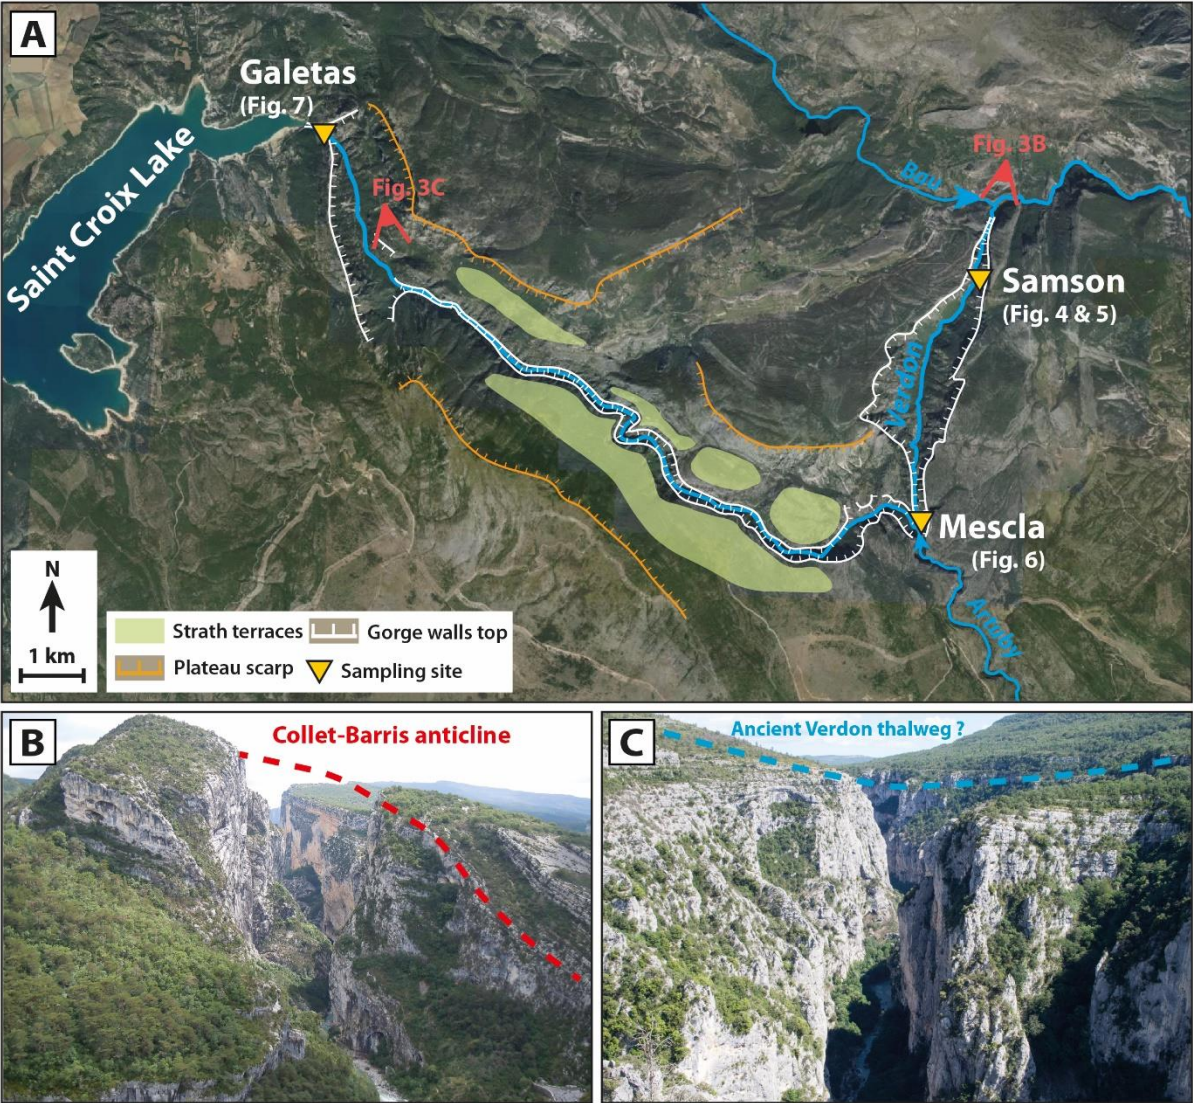 A
Galetas
(Fig. 7)
Saint Croix Lake
Fig. 3C
Bau
Fig. 3B
Samson
(Fig. 4 & 5)
Verdon
Mescla
(Fig. 6)
Artuby
N
1 km
Strath terraces
Gorge walls top
Plateau scarp
Sampling site
B
Collet-Barris anticline
C
Ancient Verdon thalweg ?